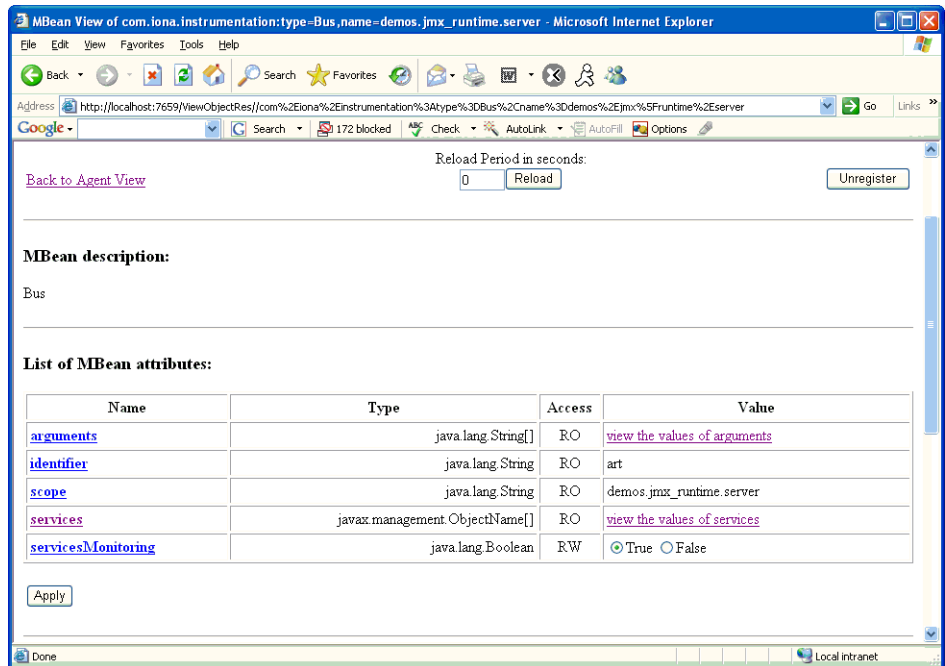 MBean View of com.iona.instrumentation:type=Bus,name=demos.jmx_runtime.server - Microsoft Internet Explorer
File Edit View Favorites Tools Help
Back Search Favorites
Address http://localhost:7659/ViewObjectRes//com%2Eiona%2Einstrumentation%3Atype%3DBus%2Cname%3Ddemos%2Ejmx%5Fruntime%2Eserver Go Links »
Google G Search 172 blocked ABC Check AutoLink AutoFill Options
Reload Period in seconds:
Back to Agent View 0 Reload Unregister
MBean description:
Bus
List of MBean attributes:
Name Type Access Value
arguments java.lang.String[] RO view the values of arguments
identifier java.lang.String RO art
scope java.lang.String RO demos.jmx_runtime.server
services javax.management.ObjectName[] RO view the values of services
servicesMonitoring java.lang.Boolean RW True False
Apply
Done Local intranet